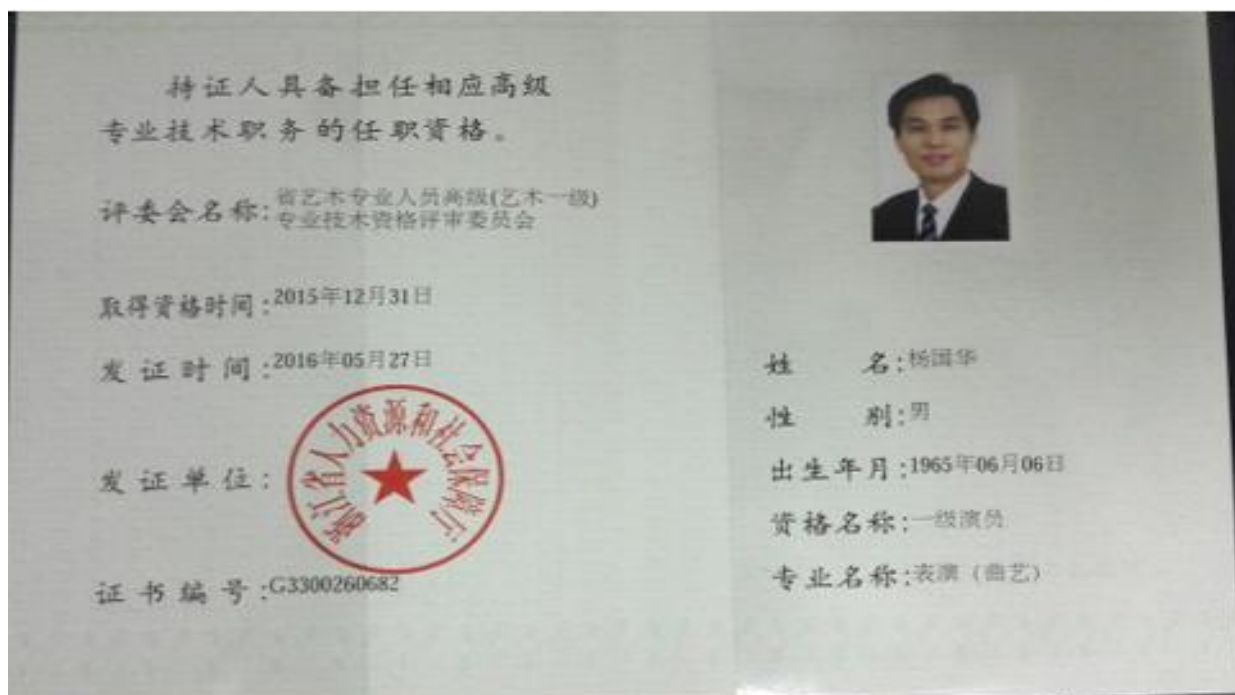 持证人具备担任相应高级
专业技术职务的任职资格。
评委会名称:省艺术专业人员高级(艺术一级)
专业技术资格评审委员会
取得资格时间:2015年12月31日
发证时间:2016年05月27日
发证单位:
浙江省人力资源和社会保障厅
证书编号:G3300260682
姓 名:杨国华
性 别:男
出生年月:1965年06月06日
资格名称:一级演员
专业名称:表演（曲艺）